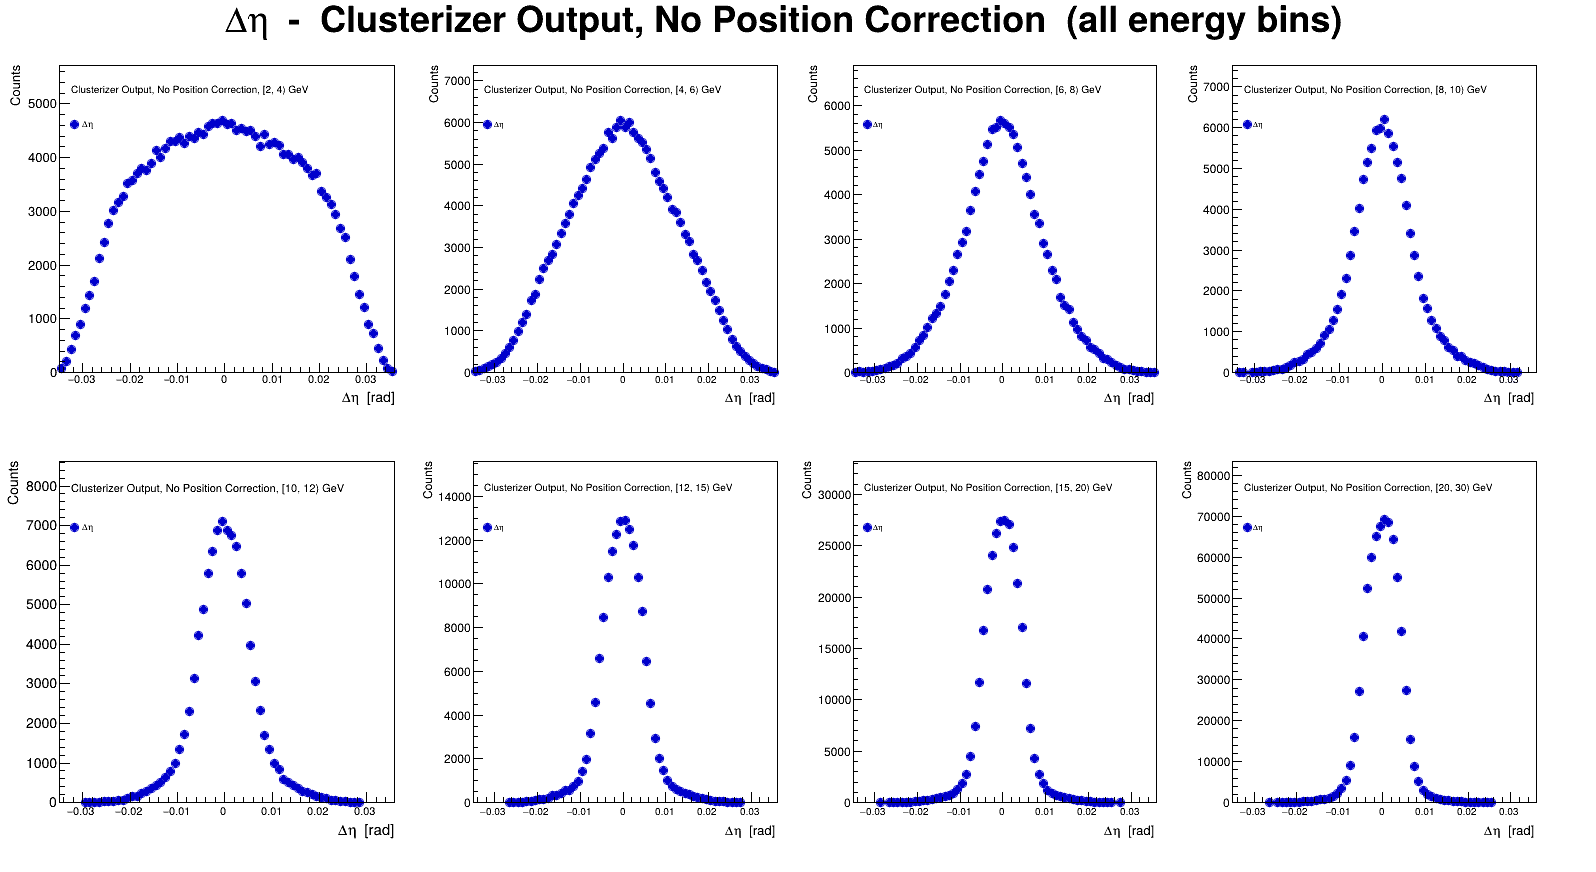 Δη - Clusterizer Output, No Position Correction (all energy bins)
Counts
Clusterizer Output, No Position Correction, [2, 4) GeV
Δη
5000
4000
3000
2000
1000
0
−0.03 −0.02 −0.01 0 0.01 0.02 0.03
Δη [rad]
Counts
Clusterizer Output, No Position Correction, [4, 6) GeV
Δη
7000
6000
5000
4000
3000
2000
1000
0
−0.03 −0.02 −0.01 0 0.01 0.02 0.03
Δη [rad]
Counts
Clusterizer Output, No Position Correction, [6, 8) GeV
Δη
6000
5000
4000
3000
2000
1000
0
−0.03 −0.02 −0.01 0 0.01 0.02 0.03
Δη [rad]
Counts
Clusterizer Output, No Position Correction, [8, 10) GeV
Δη
7000
6000
5000
4000
3000
2000
1000
0
−0.03 −0.02 −0.01 0 0.01 0.02 0.03
Δη [rad]
Counts
Clusterizer Output, No Position Correction, [10, 12) GeV
Δη
8000
7000
6000
5000
4000
3000
2000
1000
0
−0.03 −0.02 −0.01 0 0.01 0.02 0.03
Δη [rad]
Counts
Clusterizer Output, No Position Correction, [12, 15) GeV
Δη
14000
12000
10000
8000
6000
4000
2000
0
−0.03 −0.02 −0.01 0 0.01 0.02 0.03
Δη [rad]
Counts
Clusterizer Output, No Position Correction, [15, 20) GeV
Δη
30000
25000
20000
15000
10000
5000
0
−0.03 −0.02 −0.01 0 0.01 0.02 0.03
Δη [rad]
Counts
Clusterizer Output, No Position Correction, [20, 30) GeV
Δη
80000
70000
60000
50000
40000
30000
20000
10000
0
−0.03 −0.02 −0.01 0 0.01 0.02 0.03
Δη [rad]